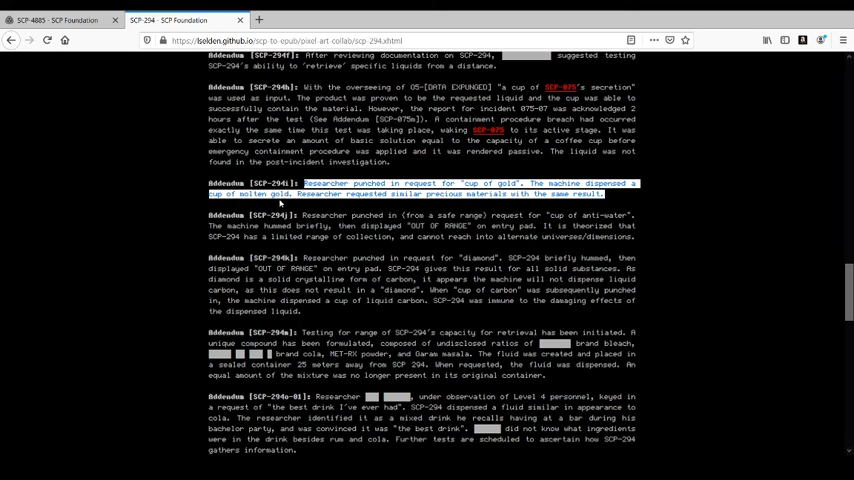 SCP-4885 - SCP Foundation
SCP-294 - SCP Foundation
https://lselden.github.io/scp-to-epub/pixel-art-collab/scp-294.xhtml
Addendum [SCP-294f]: After reviewing documentation on SCP-294, suggested testing
SCP-294's ability to 'retrieve' specific liquids from a distance.
Addendum [SCP-294h]: With the overseeing of O5-[DATA EXPUNGED] "a cup of SCP-075's secretion"
was used as input. The product was proven to be the requested liquid and the cup was able to
successfully contain the material. However, the report for incident 075-07 was acknowledged 2
hours after the test (See Addendum [SCP-075m]). A containment procedure breach had occurred
exactly the same time this test was taking place, waking SCP-075 to its active stage. It was
able to secrete an amount of basic solution equal to the capacity of a coffee cup before
emergency containment procedure was applied and it was rendered passive. The liquid was not
found in the post-incident investigation.
Addendum [SCP-294i]: Researcher punched in request for "cup of gold". The machine dispensed a
cup of molten gold. Researcher requested similar precious materials with the same result.
Addendum [SCP-294j]: Researcher punched in (from a safe range) request for "cup of anti-water".
The machine hummed briefly, then displayed "OUT OF RANGE" on entry pad. It is theorized that
SCP-294 has a limited range of collection, and cannot reach into alternate universes/dimensions.
Addendum [SCP-294k]: Researcher punched in request for "diamond". SCP-294 briefly hummed, then
displayed "OUT OF RANGE" on entry pad. SCP-294 gives this result for all solid substances. As
diamond is a solid crystalline form of carbon, it appears the machine will not dispense liquid
carbon, as this does not result in a "diamond". When "cup of carbon" was subsequently punched
in, the machine dispensed a cup of liquid carbon. SCP-294 was immune to the damaging effects of
the dispensed liquid.
Addendum [SCP-294m]: Testing for range of SCP-294's capacity for retrieval has been initiated. A
unique compound has been formulated, composed of undisclosed ratios of brand bleach,
brand cola, MET-RX powder, and Garam masala. The fluid was created and placed in
a sealed container 25 meters away from SCP 294. When requested, the fluid was dispensed. An
equal amount of the mixture was no longer present in its original container.
Addendum [SCP-294o-01]: Researcher , under observation of Level 4 personnel, keyed in
a request of "the best drink I've ever had". SCP-294 dispensed a fluid similar in appearance to
cola. The researcher identified it as a mixed drink he recalls having at a bar during his
bachelor party, and was convinced it was "the best drink". did not know what ingredients
were in the drink besides rum and cola. Further tests are scheduled to ascertain how SCP-294
gathers information.